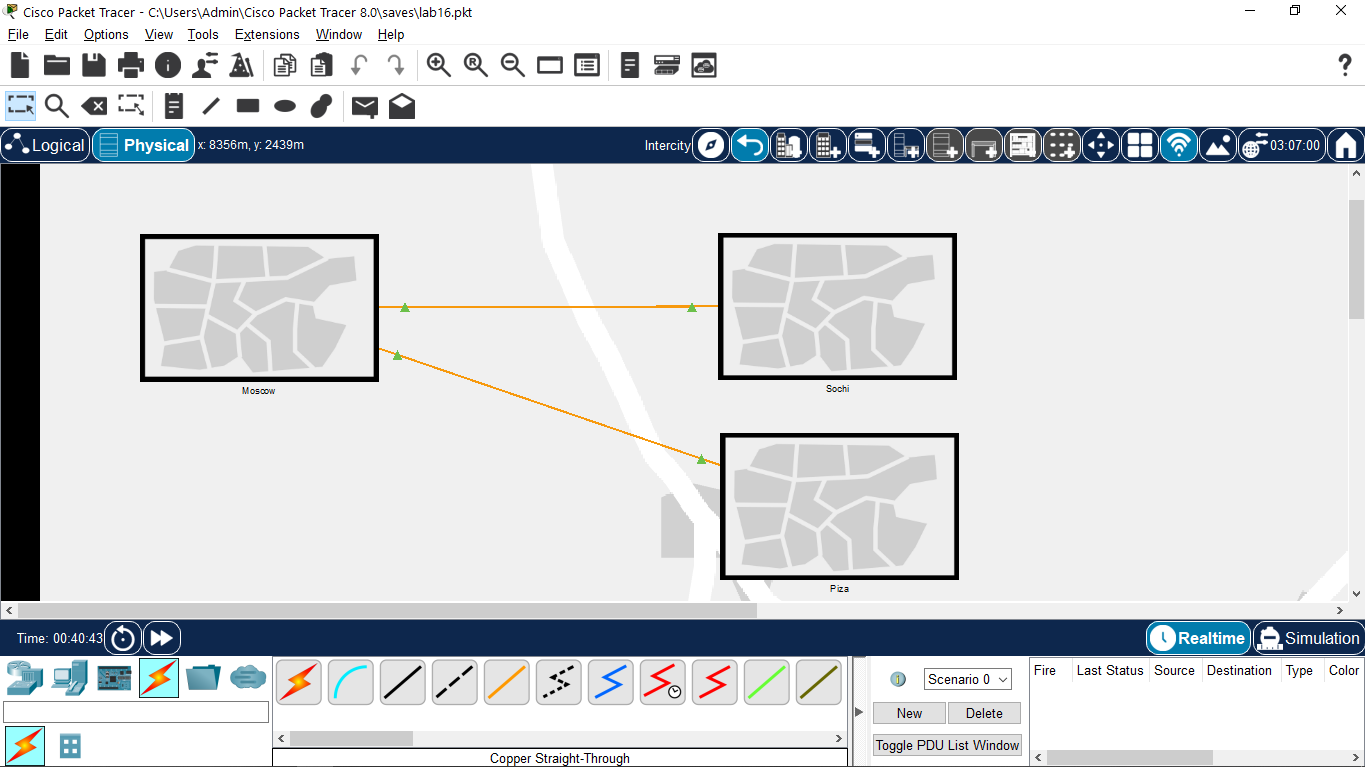 Cisco Packet Tracer - C:\Users\Admin\Cisco Packet Tracer 8.0\saves\lab16.pkt
File Edit Options View Tools Extensions Window Help
Logical Physical x: 8356m, y: 2439m Intercity 03:07:00
Moscow
Sochi
Piza
Time: 00:40:43 Realtime Simulation
Scenario 0
Fire Last Status Source Destination Type Color
New Delete
Toggle PDU List Window
Copper Straight-Through